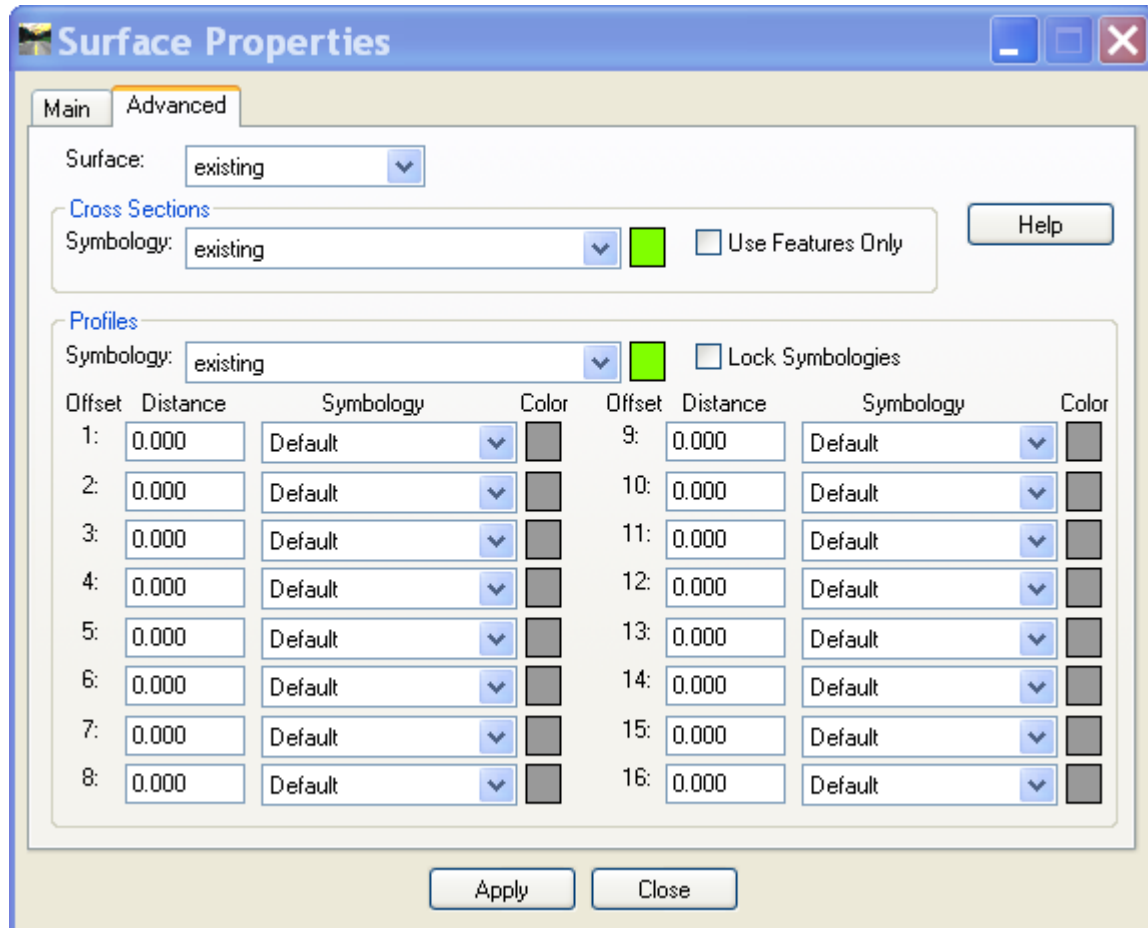 Surface Properties
Main Advanced
Surface: existing
Cross Sections
Symbology: existing Use Features Only Help
Profiles
Symbology: existing Lock Symbologies
Offset Distance Symbology Color Offset Distance Symbology Color
1: 0.000 Default 9: 0.000 Default
2: 0.000 Default 10: 0.000 Default
3: 0.000 Default 11: 0.000 Default
4: 0.000 Default 12: 0.000 Default
5: 0.000 Default 13: 0.000 Default
6: 0.000 Default 14: 0.000 Default
7: 0.000 Default 15: 0.000 Default
8: 0.000 Default 16: 0.000 Default
Apply Close